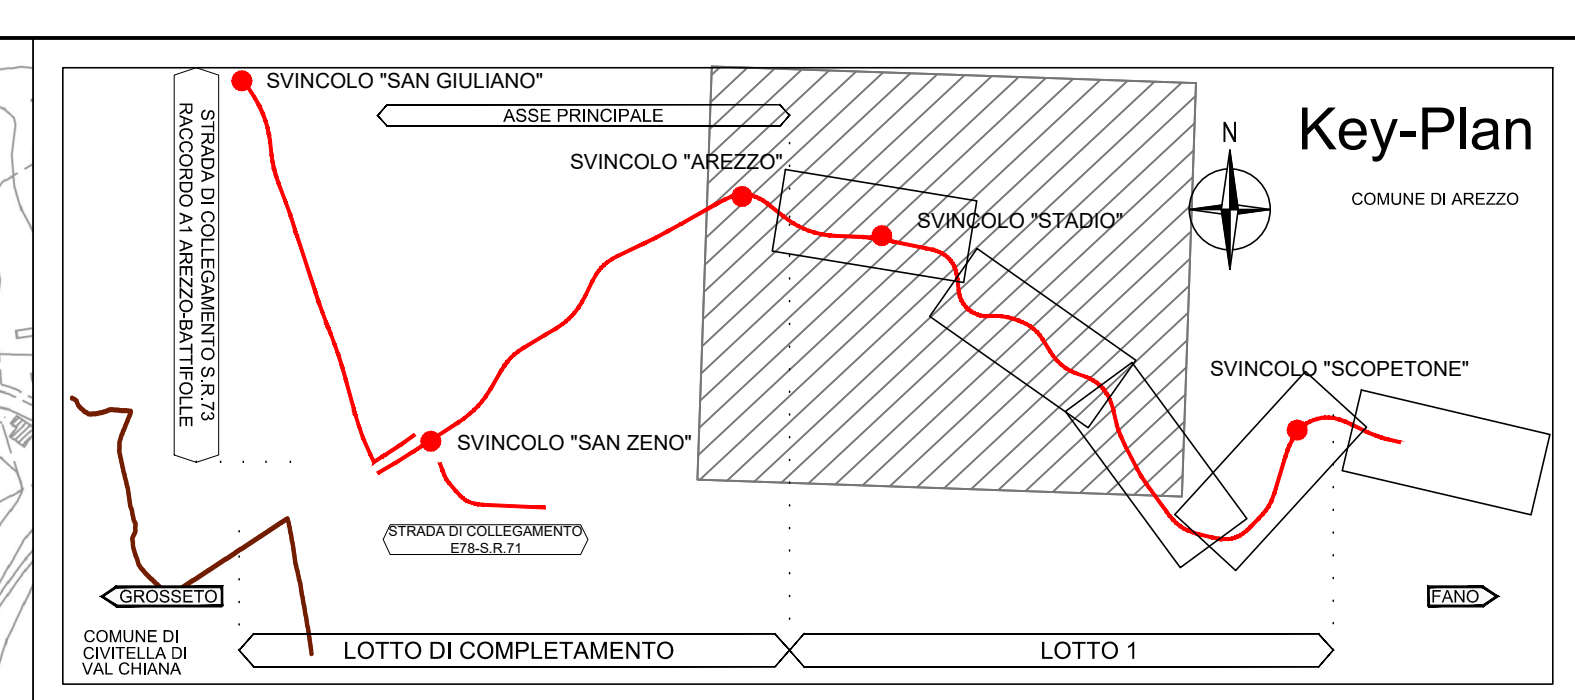 SVINCOLO "SAN GIULIANO"
STRADA DI COLLEGAMENTO S.R.73
RACCORDO A1 AREZZO-BATTIFOLLE
ASSE PRINCIPALE
Key-Plan
N
SVINCOLO "AREZZO"
COMUNE DI AREZZO
SVINCOLO "STADIO"
SVINCOLO "SCOPETONE"
SVINCOLO "SAN ZENO"
STRADA DI COLLEGAMENTO
E78-S.R.71
GROSSETO
FANO
COMUNE DI
CIVITELLA DI
VAL CHIANA
LOTTO DI COMPLETAMENTO
LOTTO 1